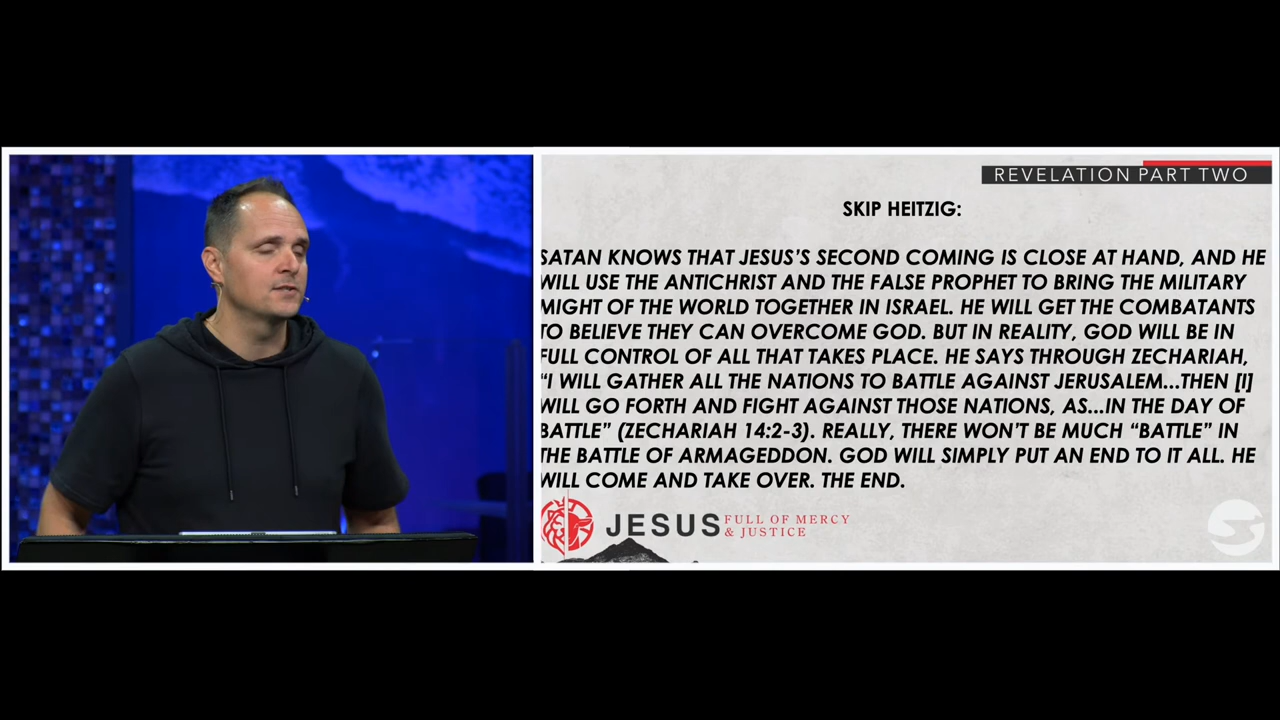 REVELATION PART TWO
SKIP HEITZIG:
SATAN KNOWS THAT JESUS'S SECOND COMING IS CLOSE AT HAND, AND HE
WILL USE THE ANTICHRIST AND THE FALSE PROPHET TO BRING THE MILITARY
MIGHT OF THE WORLD TOGETHER IN ISRAEL. HE WILL GET THE COMBATANTS
TO BELIEVE THEY CAN OVERCOME GOD. BUT IN REALITY, GOD WILL BE IN
FULL CONTROL OF ALL THAT TAKES PLACE. HE SAYS THROUGH ZECHARIAH,
“I WILL GATHER ALL THE NATIONS TO BATTLE AGAINST JERUSALEM...THEN [I]
WILL GO FORTH AND FIGHT AGAINST THOSE NATIONS, AS...IN THE DAY OF
BATTLE” (ZECHARIAH 14:2-3). REALLY, THERE WON'T BE MUCH “BATTLE” IN
THE BATTLE OF ARMAGEDDON. GOD WILL SIMPLY PUT AN END TO IT ALL. HE
WILL COME AND TAKE OVER. THE END.
JESUS FULL OF MERCY
& JUSTICE